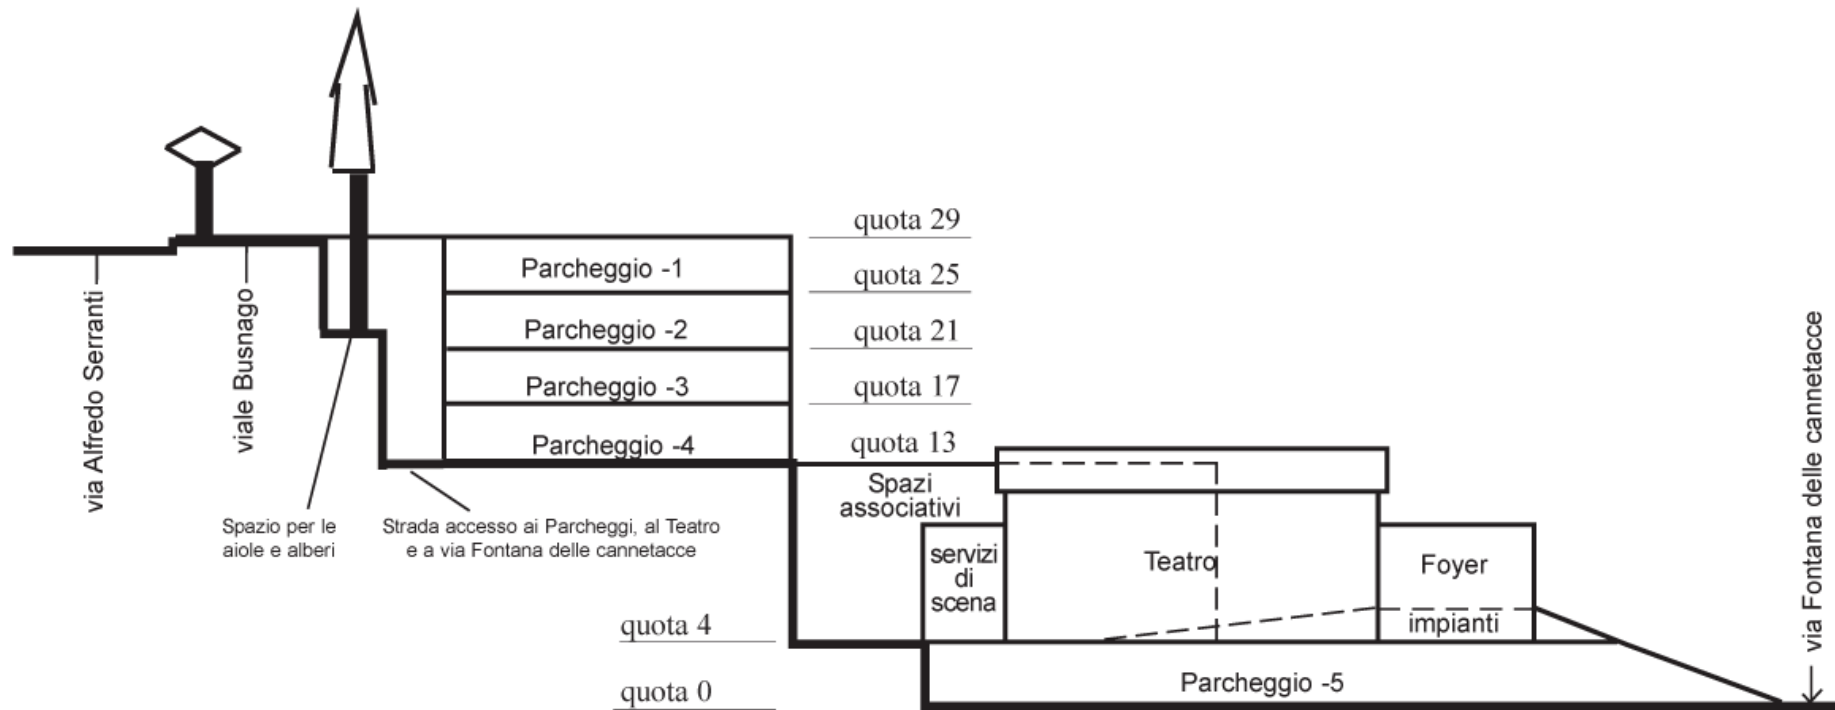 quota 29
Parcheggio -1
quota 25
Parcheggio -2
quota 21
Parcheggio -3
quota 17
Parcheggio -4
quota 13
via Alfredo Serranti
viale Busnago
Spazio per le
aiole e alberi
Strada accesso ai Parcheggi, al Teatro
e a via Fontana delle cannetacce
Spazi
associativi
servizi
di
scena
Teatro
Foyer
impianti
quota 4
Parcheggio -5
quota 0
via Fontana delle cannetacce